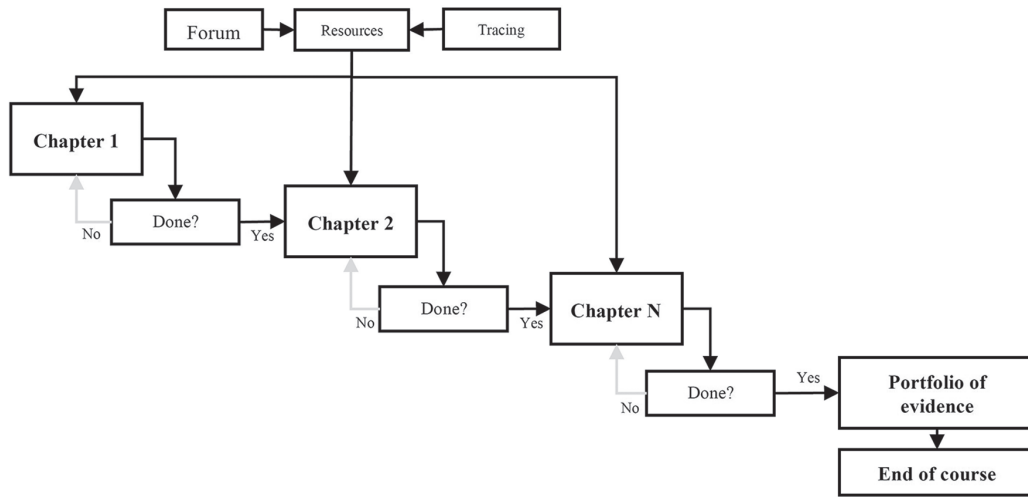 Forum
Resources
Tracing
Chapter 1
Done?
No
Yes
Chapter 2
Done?
No
Yes
Chapter N
Done?
No
Yes
Portfolio of
evidence
End of course